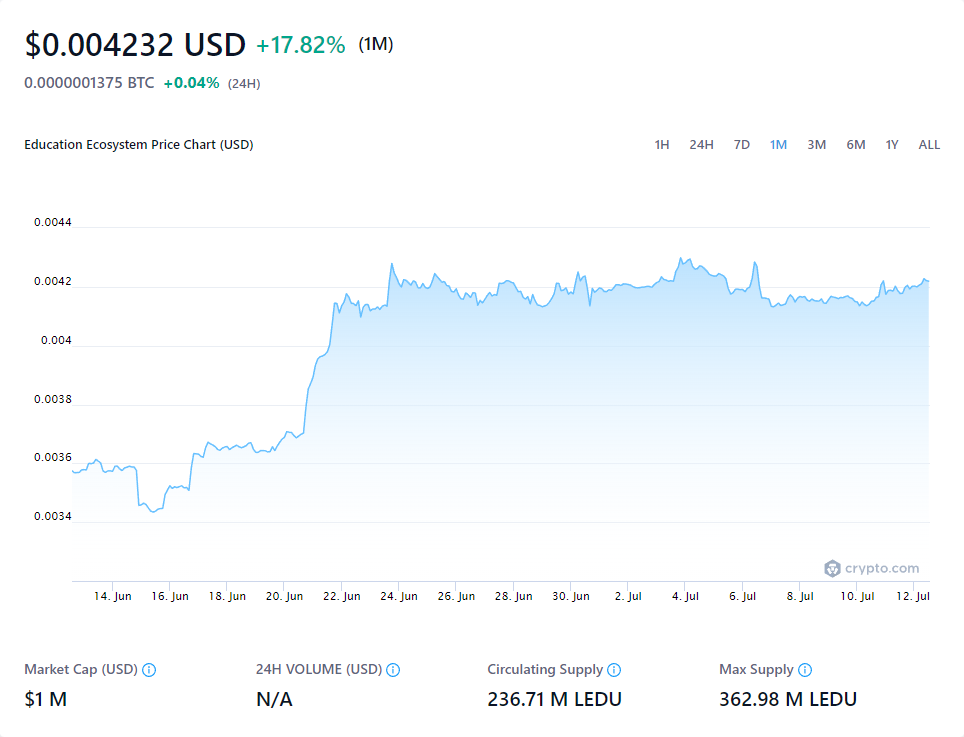 $0.004232 USD +17.82% (1M)
0.0000001375 BTC +0.04% (24H)
Education Ecosystem Price Chart (USD) 1H 24H 7D 1M 3M 6M 1Y ALL
0.0044
0.0042
0.004
0.0038
0.0036
0.0034
crypto.com
14. Jun 16. Jun 18. Jun 20. Jun 22. Jun 24. Jun 26. Jun 28. Jun 30. Jun 2. Jul 4. Jul 6. Jul 8. Jul 10. Jul 12. Jul
Market Cap (USD) 24H VOLUME (USD) Circulating Supply Max Supply
$1 M N/A 236.71 M LEDU 362.98 M LEDU